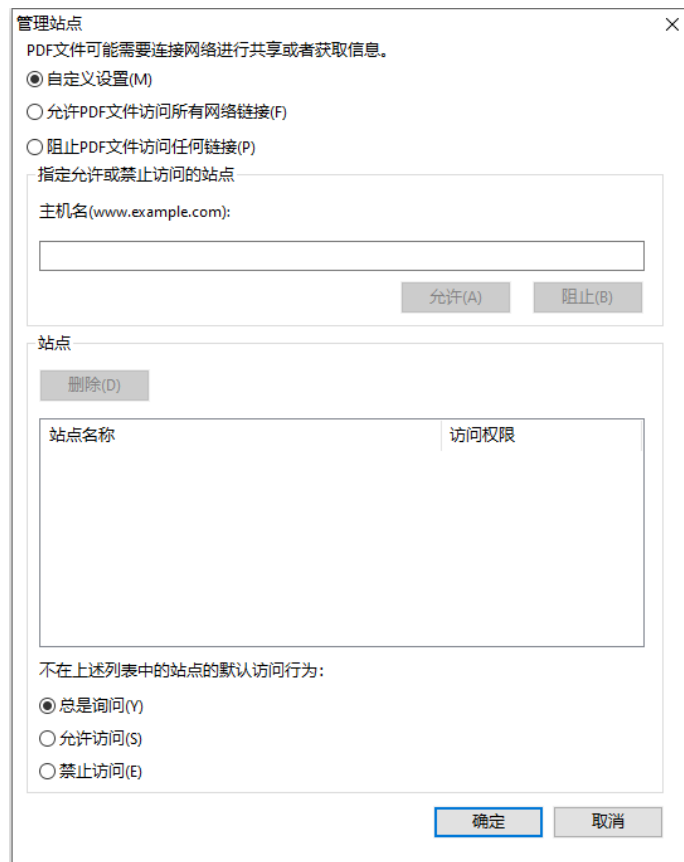 管理站点
PDF文件可能需要连接网络进行共享或者获取信息。
自定义设置(M)
允许PDF文件访问所有网络链接(F)
阻止PDF文件访问任何链接(P)
指定允许或禁止访问的站点
主机名(www.example.com):
允许(A) 阻止(B)
站点
删除(D)
站点名称 访问权限
不在上述列表中的站点的默认访问行为:
总是询问(Y)
允许访问(S)
禁止访问(E)
确定 取消